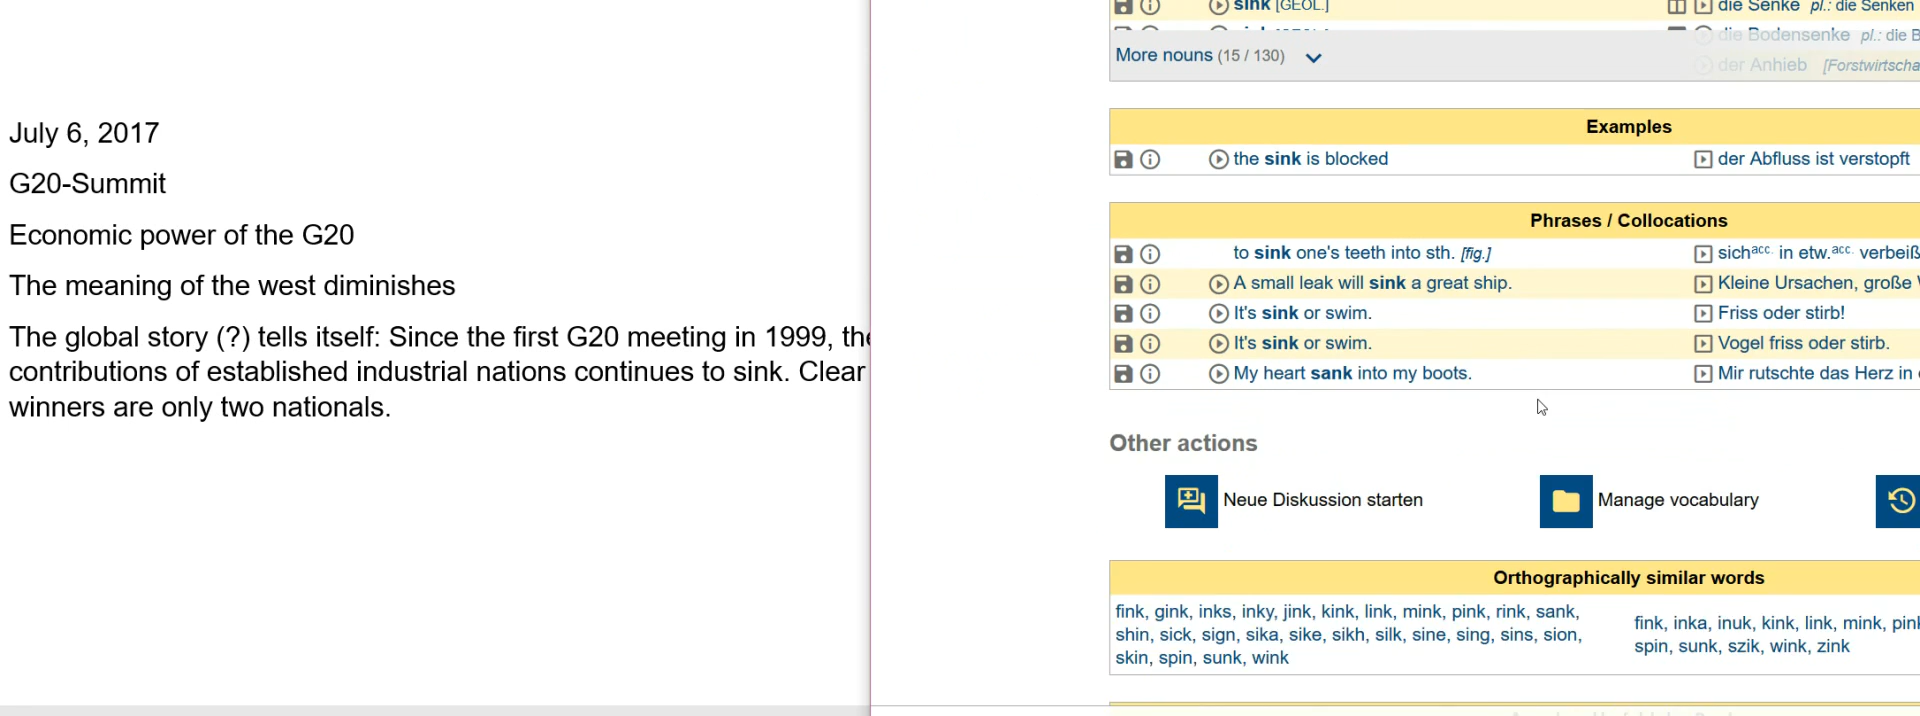 July 6, 2017
G20-Summit
Economic power of the G20
The meaning of the west diminishes
The global story (?) tells itself: Since the first G20 meeting in 1999,
contributions of established industrial nations continues to sink. Clear
winners are only two nationals.
sink [GEOL.]
die Senke pl.: die Senken
die Bodensenke pl.: die
More nouns (15 / 130)
der Anhieb
Examples
the sink is blocked
der Abfluss ist verstopft
Phrases / Collocations
to sink one's teeth into sth. [fig.]
sich acc. in etw. acc.
A small leak will sink a great ship.
Kleine Ursachen, große
It's sink or swim.
Friss oder stirb!
It's sink or swim.
Vogel friss oder stirb.
My heart sank into my boots.
Mir rutschte das Herz in
Other actions
Neue Diskussion starten
Manage vocabulary
Orthographically similar words
fink, gink, inks, inky, jink, kink, link, mink, pink, rink, sank,
shin, sick, sign, sika, sike, sikh, silk, sine, sing, sins, sion,
skin, spin, sunk, wink
fink, inka, inuk, kink, link, mink,
spin, sunk, szik, wink, zink